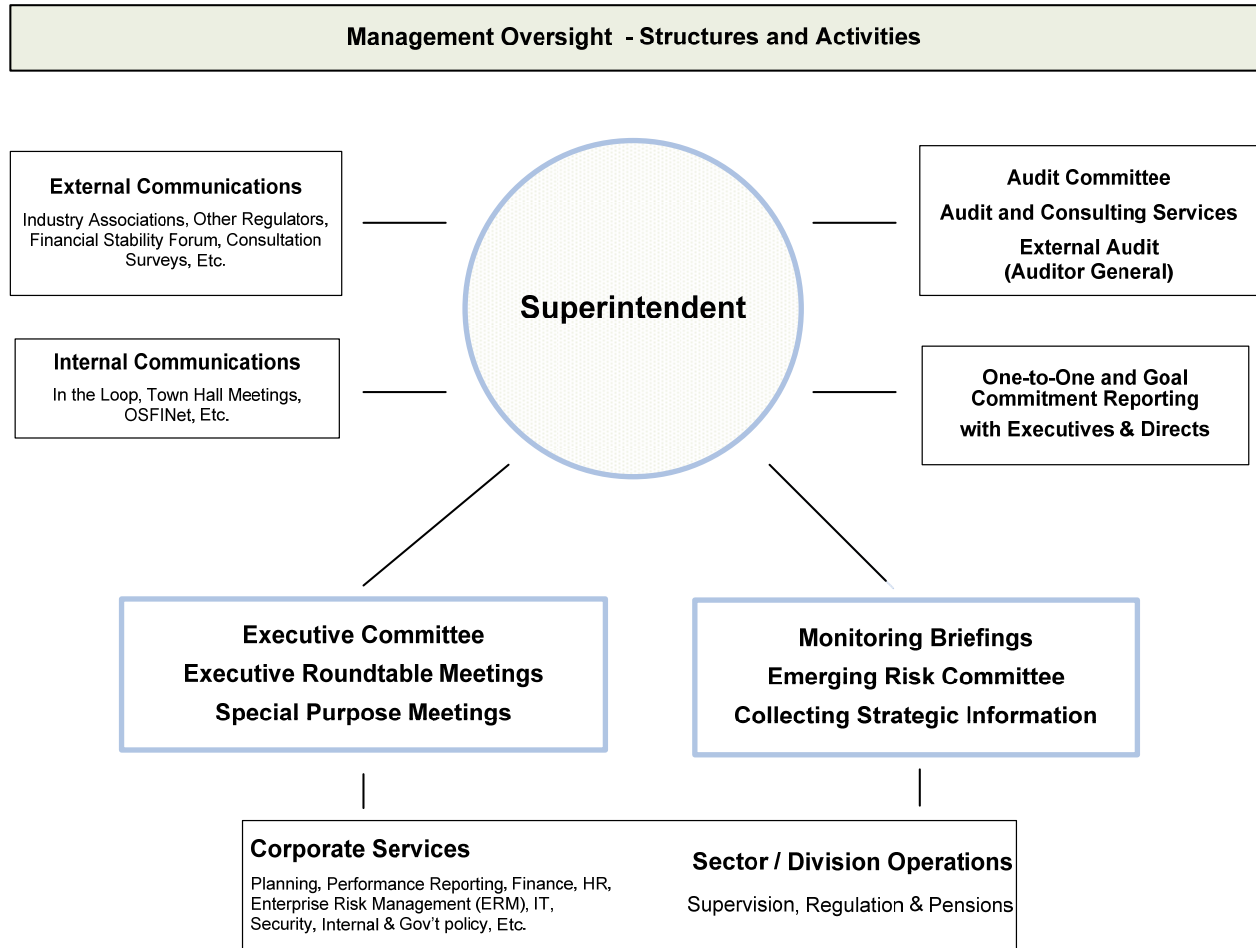 Management Oversight - Structures and Activities
External Communications
Industry Associations, Other Regulators,
Financial Stability Forum, Consultation
Surveys, Etc.
Internal Communications
In the Loop, Town Hall Meetings,
OSFINet, Etc.
Superintendent
Audit Committee
Audit and Consulting Services
External Audit
(Auditor General)
One-to-One and Goal
Commitment Reporting
with Executives & Directs
Executive Committee
Executive Roundtable Meetings
Special Purpose Meetings
Monitoring Briefings
Emerging Risk Committee
Collecting Strategic Information
Corporate Services
Planning, Performance Reporting, Finance, HR,
Enterprise Risk Management (ERM), IT,
Security, Internal & Gov't policy, Etc.
Sector / Division Operations
Supervision, Regulation & Pensions